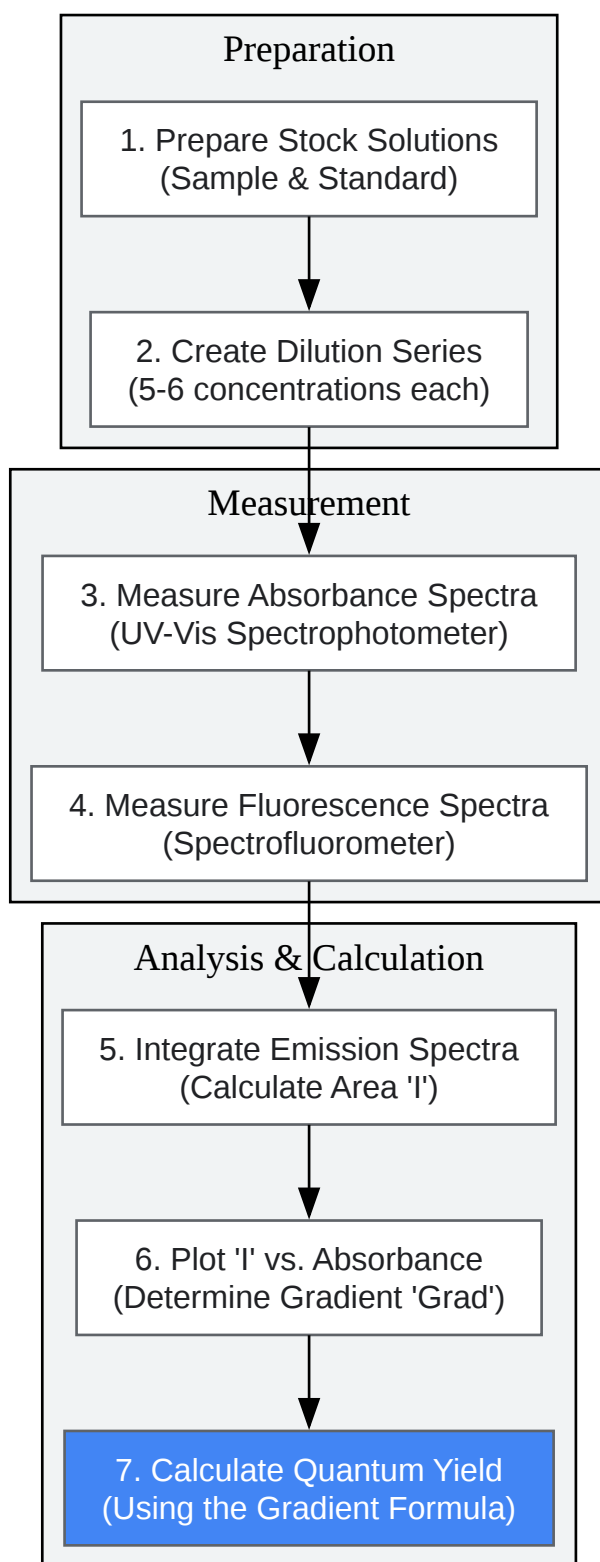 Preparation
1. Prepare Stock Solutions
(Sample & Standard)
2. Create Dilution Series
(5-6 concentrations each)
Measurement
3. Measure Absorbance Spectra
(UV-Vis Spectrophotometer)
4. Measure Fluorescence Spectra
(Spectrofluorometer)
Analysis & Calculation
5. Integrate Emission Spectra
(Calculate Area 'I')
6. Plot 'I' vs. Absorbance
(Determine Gradient 'Grad')
7. Calculate Quantum Yield
(Using the Gradient Formula)